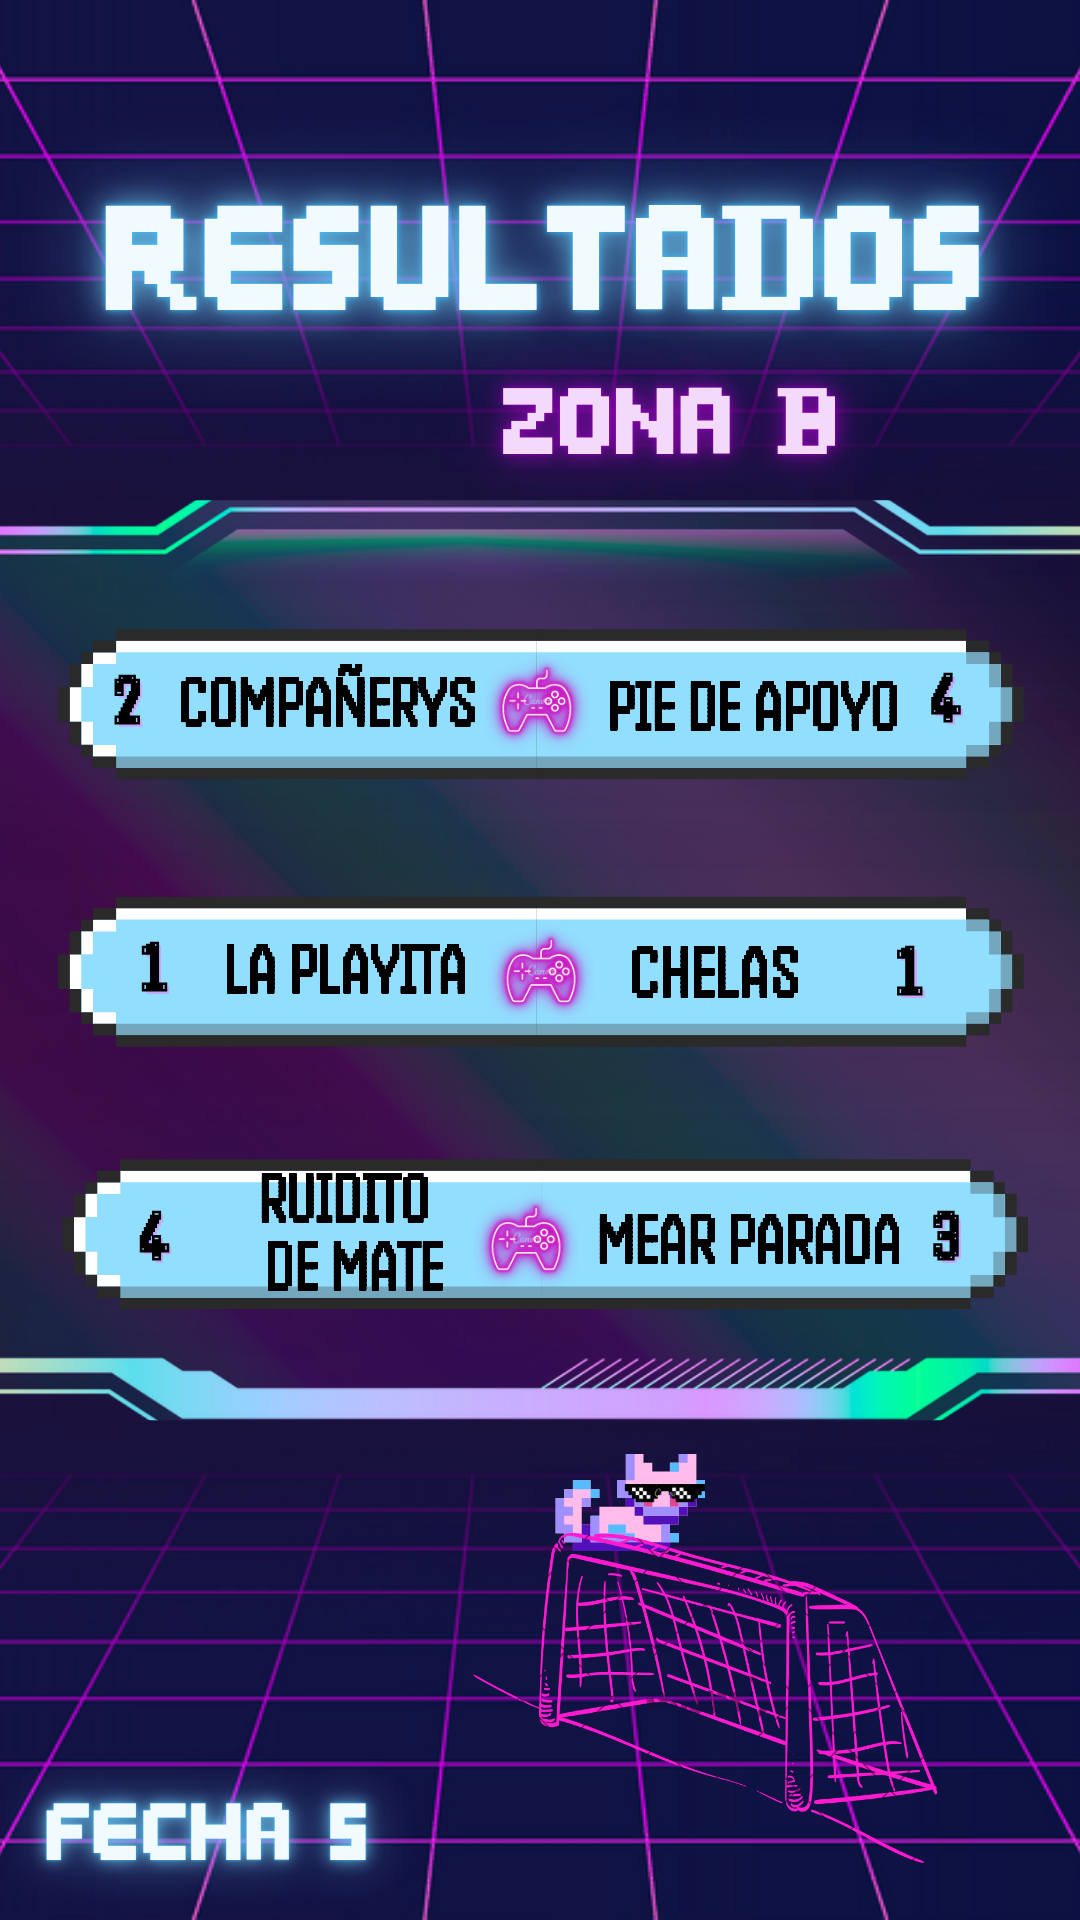 RESULTADOS
ZONA B
2 COMPAÑERYS PIE DE APOYO 4
1 LA PLAYITA CHELAS 1
RUIDITO
4 DE MATE MEAR PARADA 3
FECHA 5